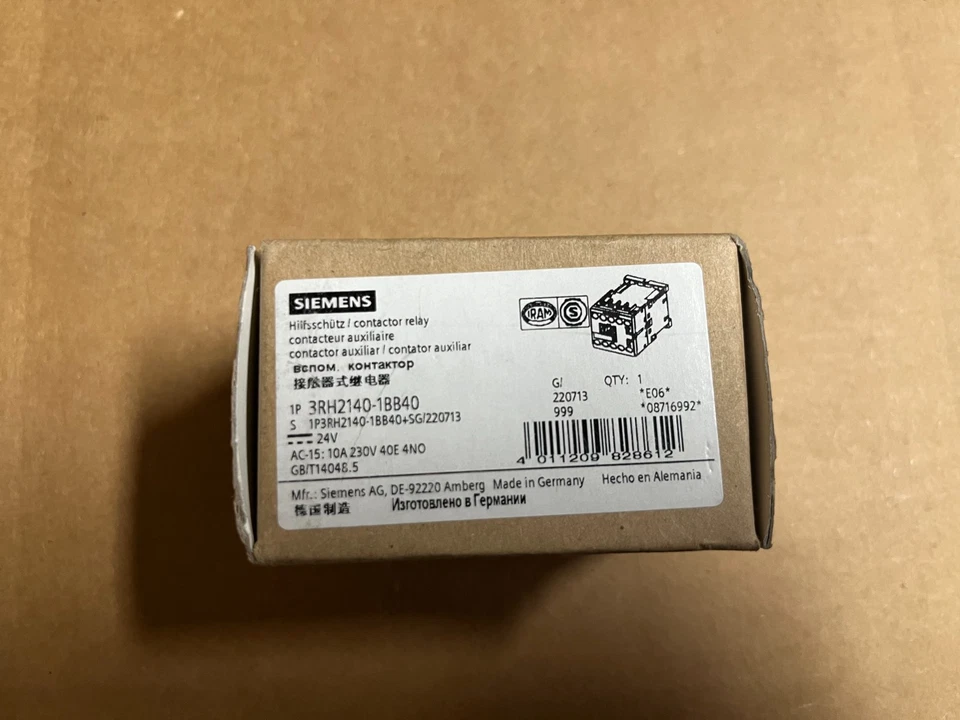 SIEMENS
Hilfsschütz / contactor relay
contacteur auxiliaire
contactor auxiliar / contator auxiliar
вспом. контактор
接触器式继电器
IRAM
S
1P 3RH2140-1BB40
S 1P3RH2140-1BB40+SG/220713
24V
AC-15: 10A 230V 40E 4NO
GB/T14048.5
G/ QTY: 1
220713 *E06*
999 *08716992*
4 011209 828612
Mfr.: Siemens AG, DE-92220 Amberg Made in Germany Hecho en Alemania
德国制造 Изготовлено в Германии